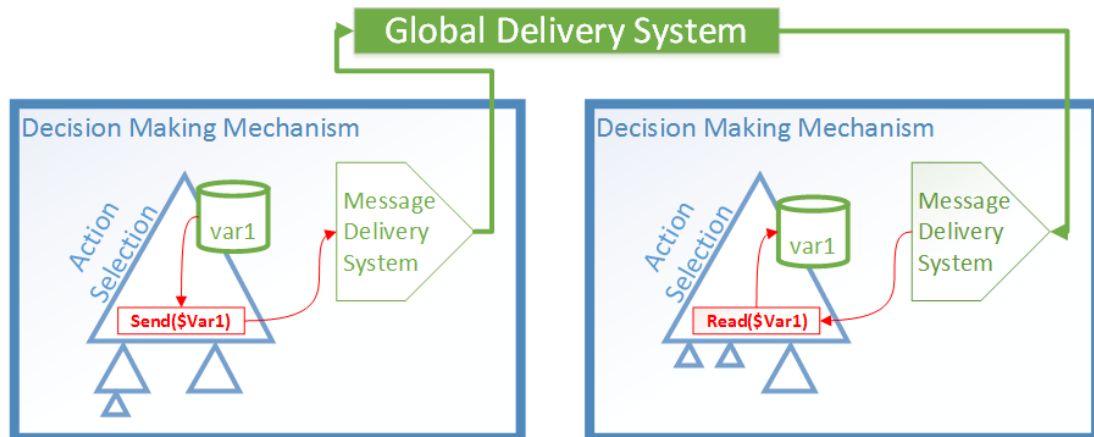 Global Delivery System
Decision Making Mechanism
Action
Selection
var1
Message
Delivery
System
Send($Var1)
Decision Making Mechanism
Action
Selection
var1
Message
Delivery
System
Read($Var1)